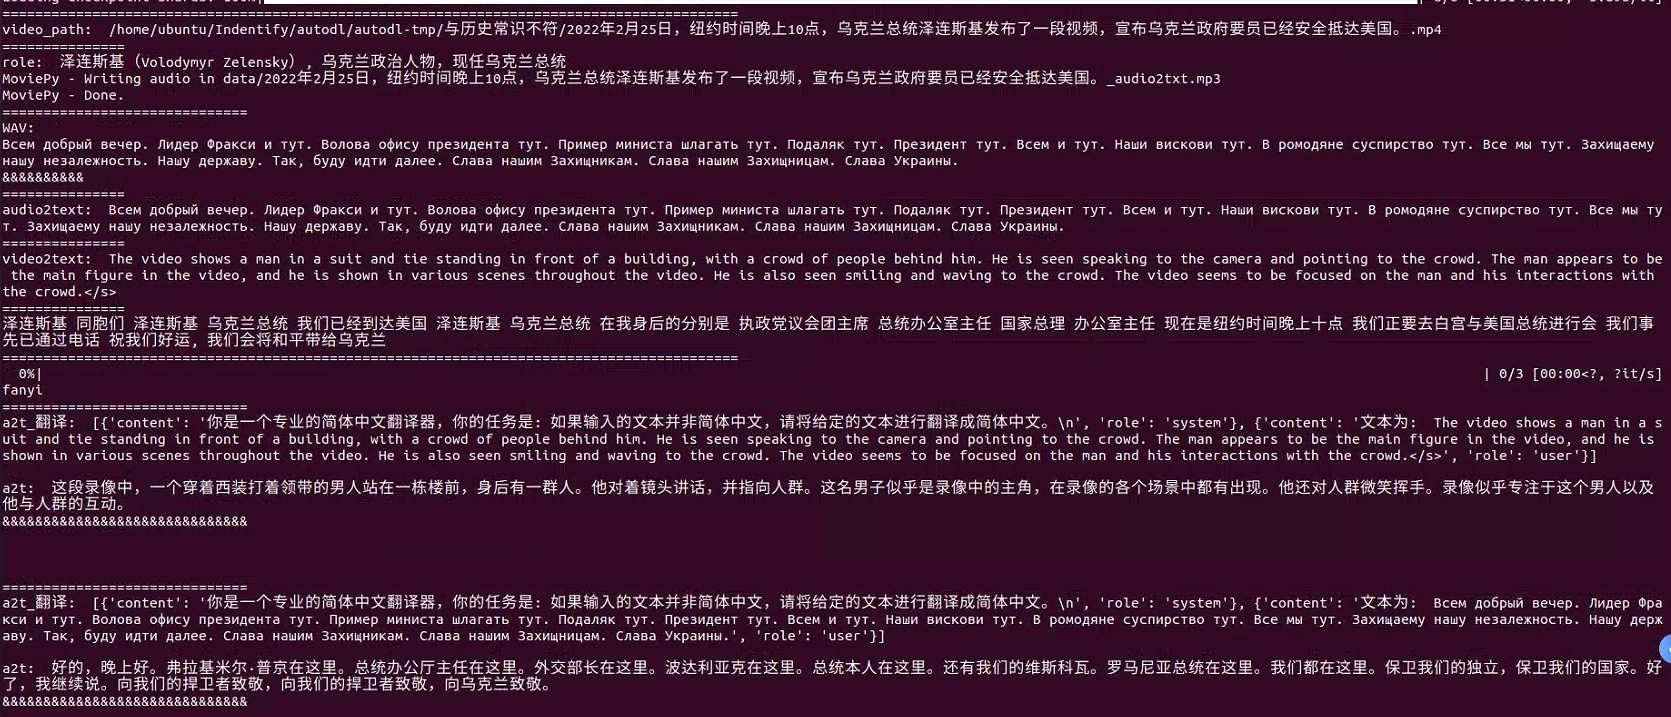 ==========================================================================================
video_path:  /home/ubuntu/Indentify/autodl/autodl-tmp/与历史常识不符/2022年2月25日，纽约时间晚上10点，乌克兰总统泽连斯基发布了一段视频，宣布乌克兰政府要员已经安全抵达美国。.mp4
===============
role:  泽连斯基（Volodymyr Zelensky），乌克兰政治人物，现任乌克兰总统
MoviePy - Writing audio in data/2022年2月25日，纽约时间晚上10点，乌克兰总统泽连斯基发布了一段视频，宣布乌克兰政府要员已经安全抵达美国。_audio2txt.mp3
MoviePy - Done.
==============================
WAV:
Всем добрый вечер. Лидер Фракси и тут. Волова офису президента тут. Пример министа шлагать тут. Подаляк тут. Президент тут. Всем и тут. Наши вискови тут. В ромодяне суспирство тут. Все мы тут. Захищаему
нашу незалежность. Нашу державу. Так, буду идти далее. Слава нашим Захищникам. Слава нашим Захищницам. Слава Украины.
&&&&&&&&&&
===============
audio2text:  Всем добрый вечер. Лидер Фракси и тут. Волова офису президента тут. Пример министа шлагать тут. Подаляк тут. Президент тут. Всем и тут. Наши вискови тут. В ромодяне суспирство тут. Все мы ту
т. Захищаему нашу незалежность. Нашу державу. Так, буду идти далее. Слава нашим Захищникам. Слава нашим Захищницам. Слава Украины.
===============
video2text:  The video shows a man in a suit and tie standing in front of a building, with a crowd of people behind him. He is seen speaking to the camera and pointing to the crowd. The man appears to be
the main figure in the video, and he is shown in various scenes throughout the video. He is also seen smiling and waving to the crowd. The video seems to be focused on the man and his interactions with
the crowd.</s>
===============
泽连斯基 同胞们 泽连斯基 乌克兰总统 我们已经到达美国 泽连斯基 乌克兰总统 在我身后的分别是 执政党议会团主席 总统办公室主任 国家总理 办公室主任 现在是纽约时间晚上十点 我们正要去白宫与美国总统进行会 我们事
先已通过电话 祝我们好运, 我们会将和平带给乌克兰
==========================================================================================
0%|                    | 0/3 [00:00<?, ?it/s]
fanyi
==============================
a2t_翻译:  [{'content': '你是一个专业的简体中文翻译器，你的任务是：如果输入的文本并非简体中文，请将给定的文本进行翻译成简体中文。\n', 'role': 'system'}, {'content': '文本为:  The video shows a man in a s
uit and tie standing in front of a building, with a crowd of people behind him. He is seen speaking to the camera and pointing to the crowd. The man appears to be the main figure in the video, and he is
shown in various scenes throughout the video. He is also seen smiling and waving to the crowd. The video seems to be focused on the man and his interactions with the crowd.</s>', 'role': 'user'}]
a2t:  这段录像中，一个穿着西装打着领带的男人站在一栋楼前，身后有一群人。他对着镜头讲话，并指向人群。这名男子似乎是录像中的主角，在录像的各个场景中都有出现。他还对人群微笑挥手。录像似乎专注于这个男人以及
他与人群的互动。
&&&&&&&&&&&&&&&&&&&&&&&&&&&&&&
==============================
a2t_翻译:  [{'content': '你是一个专业的简体中文翻译器，你的任务是：如果输入的文本并非简体中文，请将给定的文本进行翻译成简体中文。\n', 'role': 'system'}, {'content': '文本为:  Всем добрый вечер. Лидер Фра
кси и тут. Волова офису президента тут. Пример министа шлагать тут. Подаляк тут. Президент тут. Всем и тут. Наши вискови тут. В ромодяне суспирство тут. Все мы тут. Захищаему нашу незалежность. Нашу держ
аву. Так, буду идти далее. Слава нашим Захищникам. Слава нашим Захищницам. Слава Украины.', 'role': 'user'}]
a2t:  好的，晚上好。弗拉基米尔·普京在这里。总统办公厅主任在这里。外交部长在这里。波达利亚克在这里。总统本人在这里。还有我们的维斯科瓦。罗马尼亚总统在这里。我们都在这里。保卫我们的独立，保卫我们的国家。好
了，我继续说。向我们的捍卫者致敬，向我们的捍卫者致敬，向乌克兰致敬。
&&&&&&&&&&&&&&&&&&&&&&&&&&&&&&